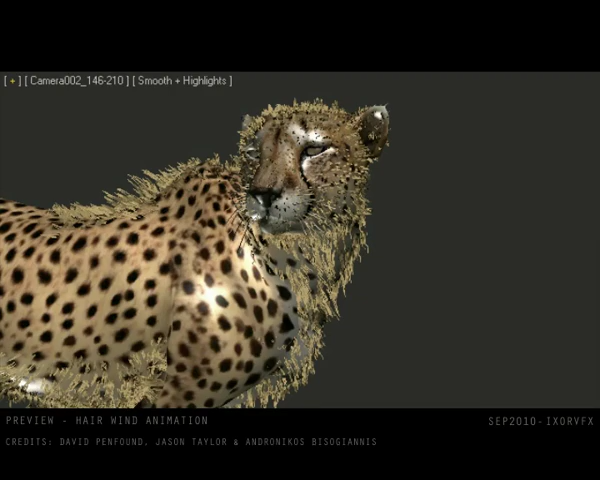 [ + ] [ Camera002_146-210 ] [ Smooth + Highlights ]
PREVIEW - HAIR WIND ANIMATION
SEP2010-IXORVFX
CREDITS: DAVID PENFOUND, JASON TAYLOR & ANDRONIKOS BISOGIANNIS